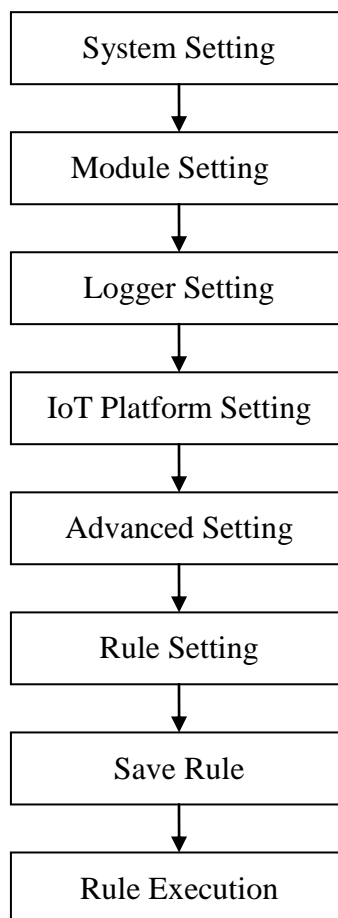 System Setting
Module Setting
Logger Setting
IoT Platform Setting
Advanced Setting
Rule Setting
Save Rule
Rule Execution